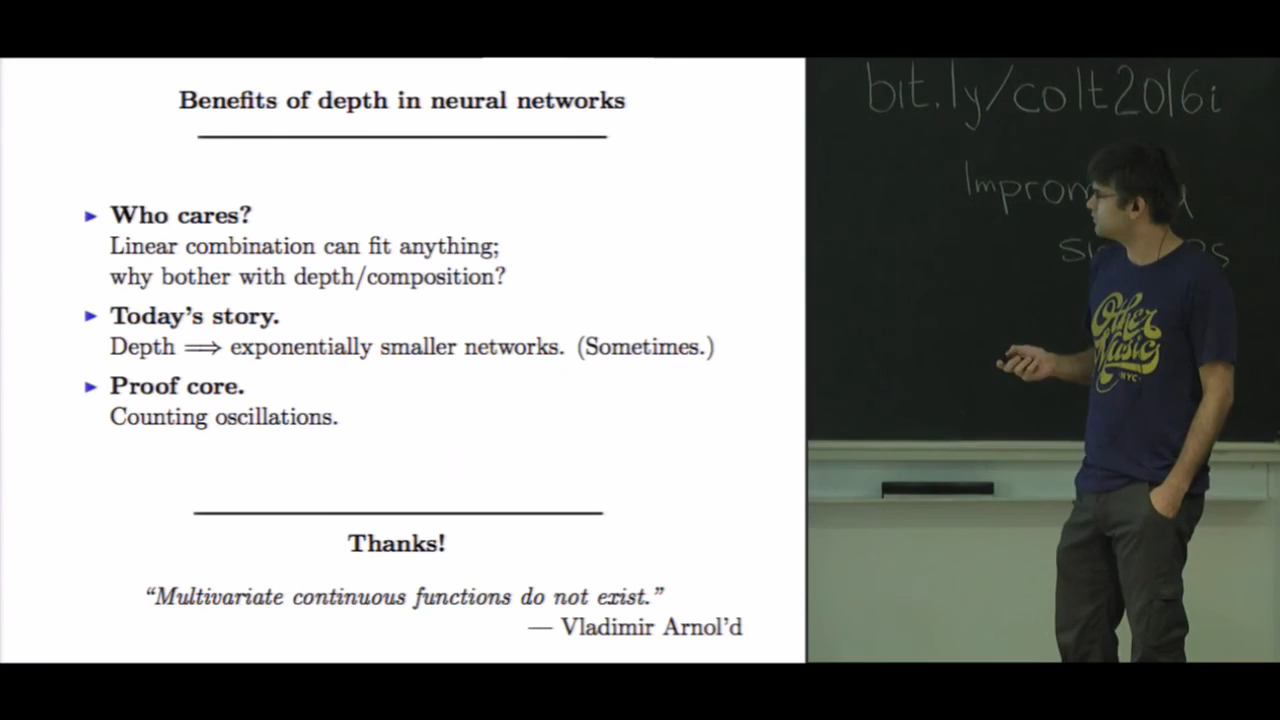 Benefits of depth in neural networks
► Who cares?
Linear combination can fit anything;
why bother with depth/composition?
► Today's story.
Depth ⟹ exponentially smaller networks. (Sometimes.)
► Proof core.
Counting oscillations.
Thanks!
“Multivariate continuous functions do not exist.”
— Vladimir Arnol'd
bit.ly/colt2016i
Other
Music
NYC